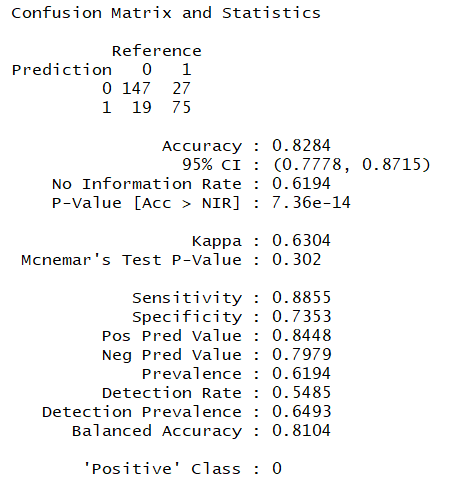 Confusion Matrix and Statistics
Reference
Prediction 0 1
0 147 27
1 19 75
Accuracy : 0.8284
95% CI : (0.7778, 0.8715)
No Information Rate : 0.6194
P-Value [Acc > NIR] : 7.36e-14
Kappa : 0.6304
Mcnemar's Test P-Value : 0.302
Sensitivity : 0.8855
Specificity : 0.7353
Pos Pred Value : 0.8448
Neg Pred Value : 0.7979
Prevalence : 0.6194
Detection Rate : 0.5485
Detection Prevalence : 0.6493
Balanced Accuracy : 0.8104
'Positive' Class : 0